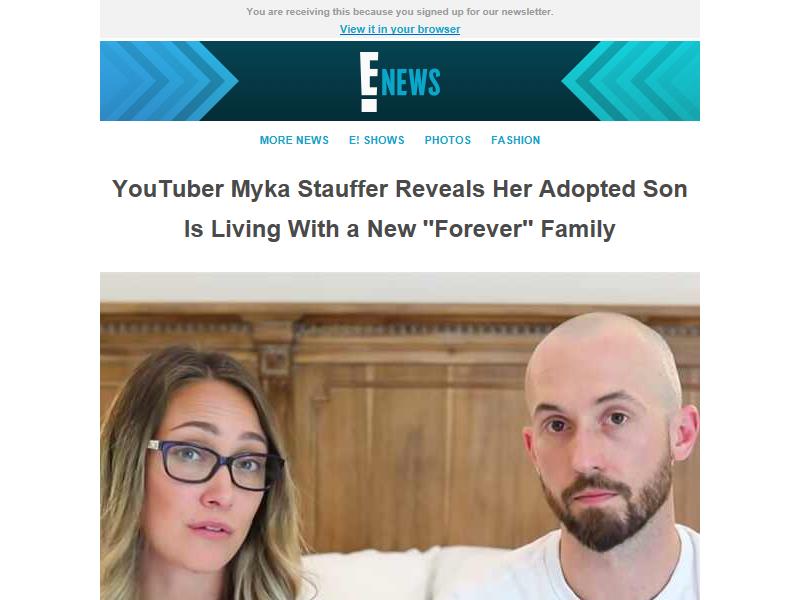 You are receiving this because you signed up for our newsletter.
View it in your browser
E! NEWS
MORE NEWS E! SHOWS PHOTOS FASHION
YouTuber Myka Stauffer Reveals Her Adopted Son
Is Living With a New "Forever" Family